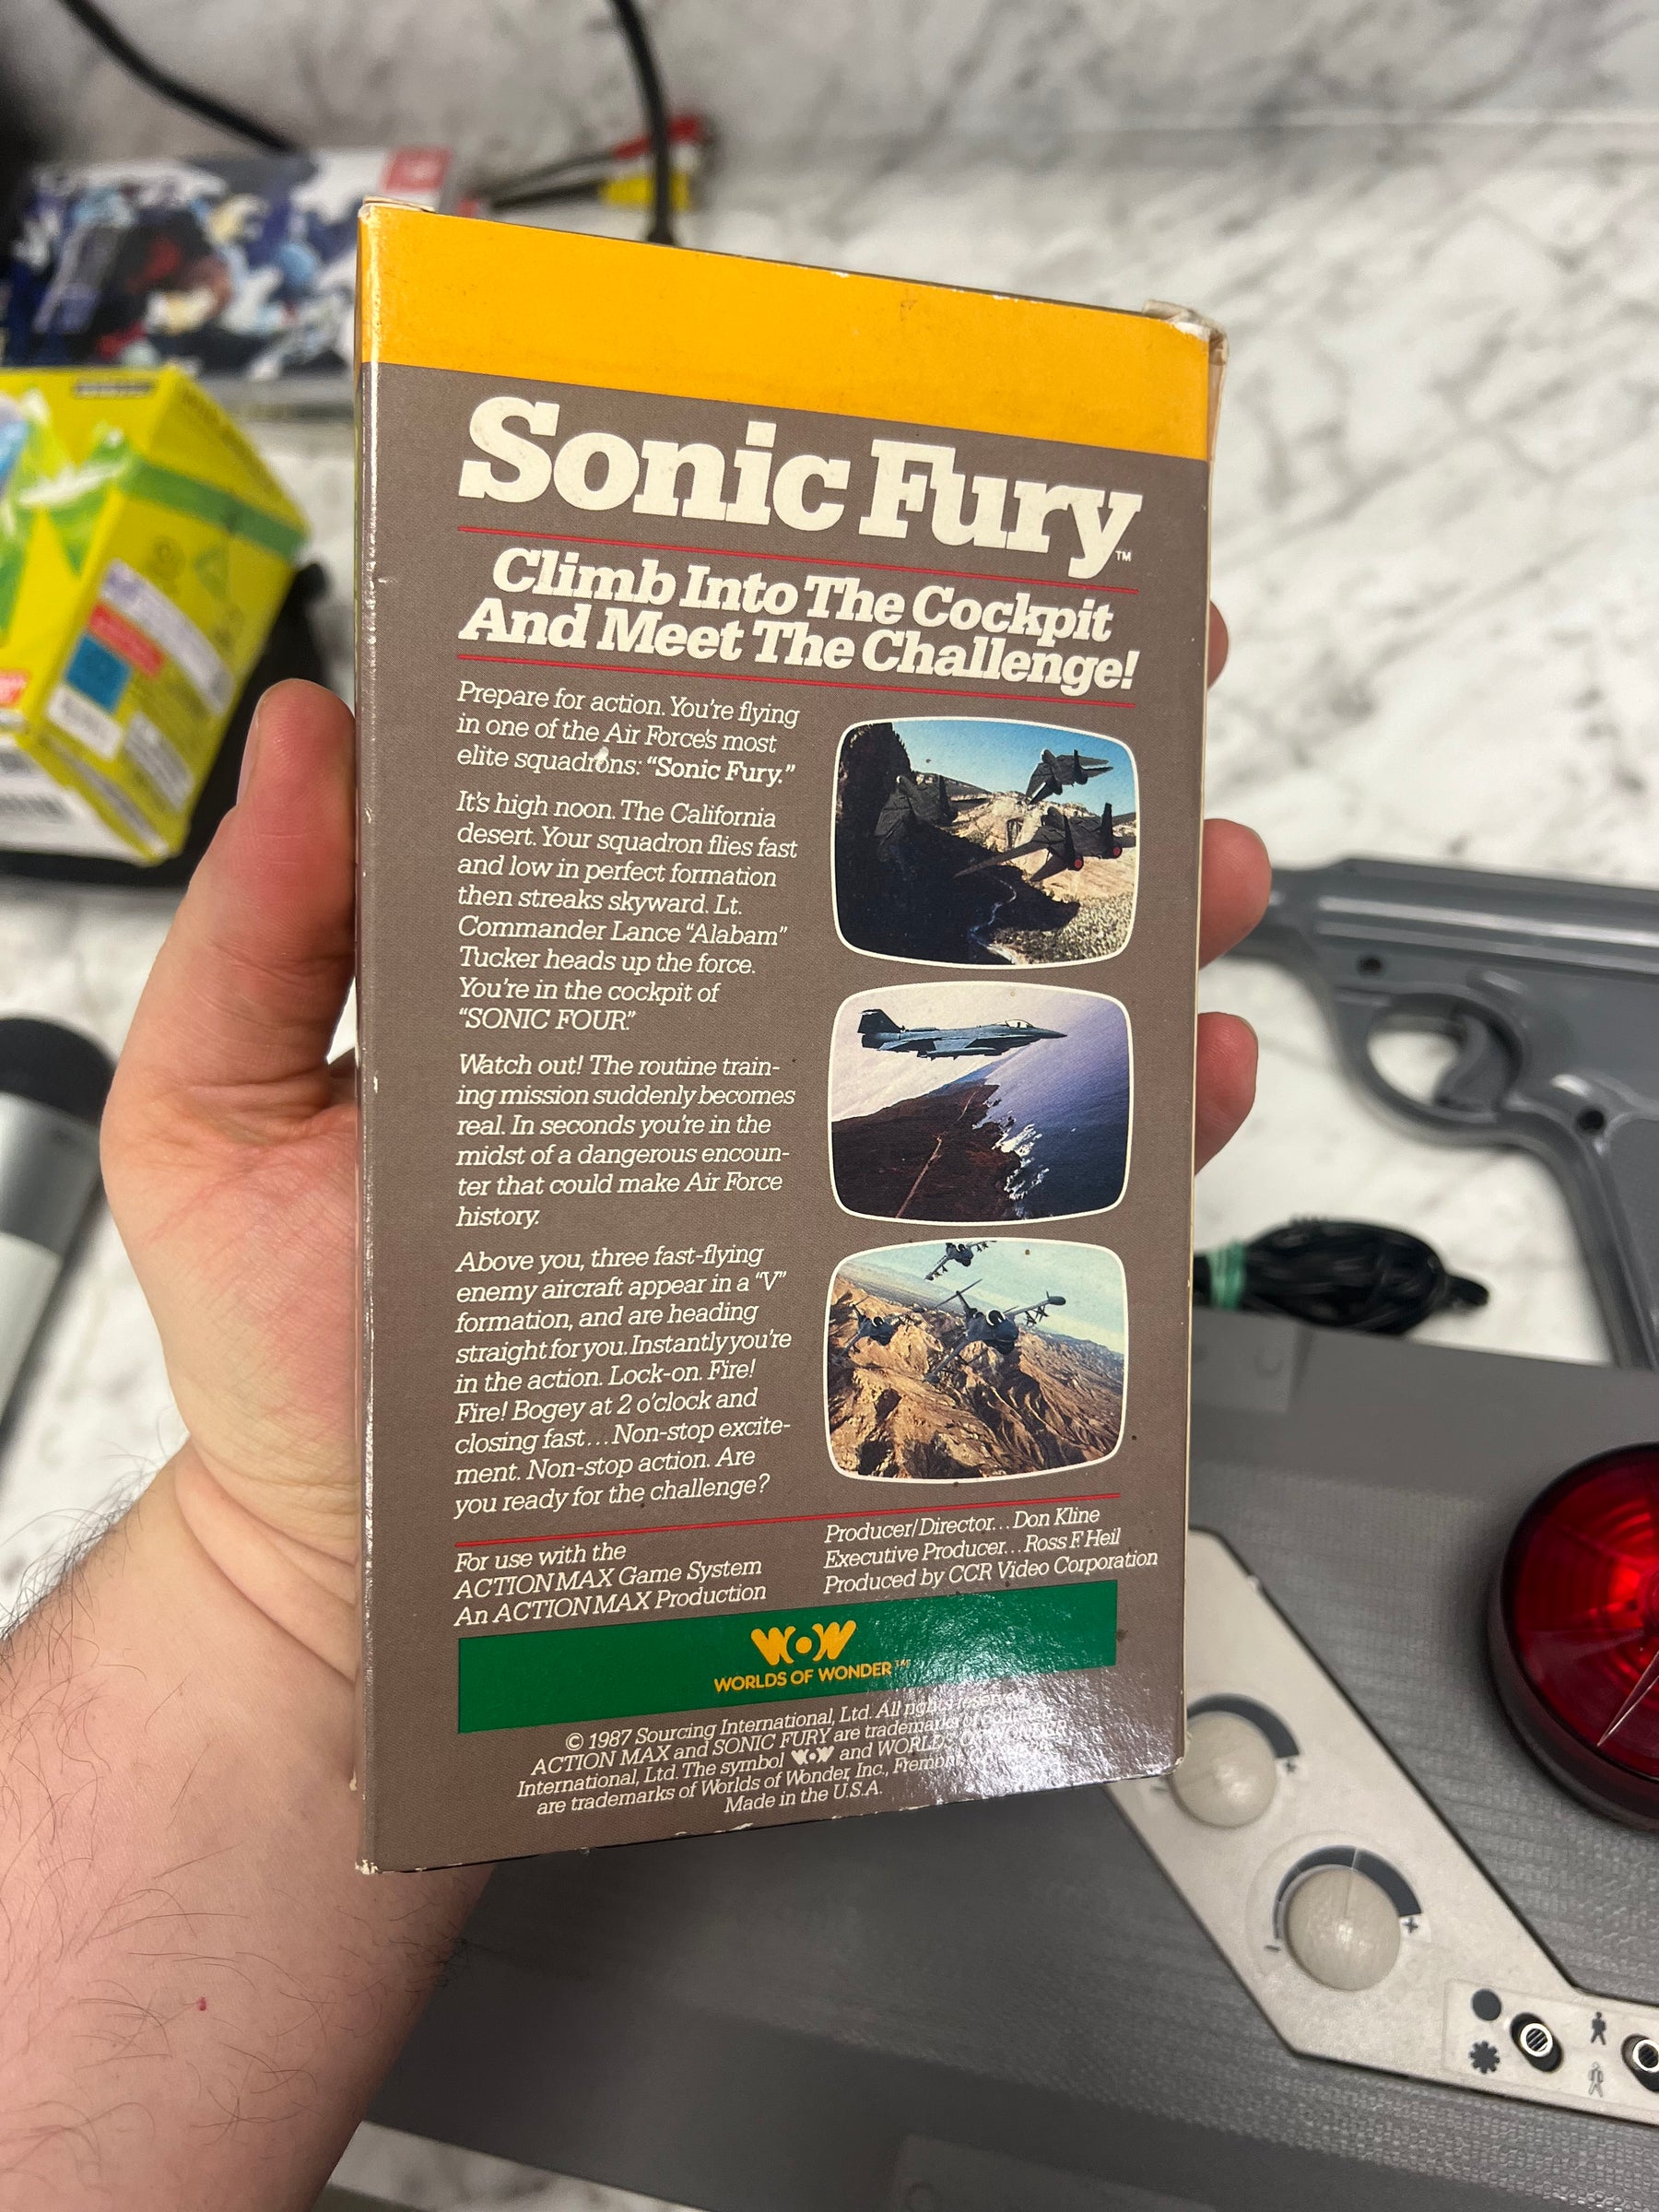 Sonic Fury™
Climb Into The Cockpit
And Meet The Challenge!
Prepare for action. You're flying
in one of the Air Force's most
elite squadrons: "Sonic Fury."
It's high noon. The California
desert. Your squadron flies fast
and low in perfect formation
then streaks skyward. Lt.
Commander Lance "Alabam"
Tucker heads up the force.
You're in the cockpit of
"SONIC FOUR."
Watch out! The routine train-
ing mission suddenly becomes
real. In seconds you're in the
midst of a dangerous encoun-
ter that could make Air Force
history.
Above you, three fast-flying
enemy aircraft appear in a "V"
formation, and are heading
straight for you. Instantly you're
in the action. Lock-on. Fire!
Fire! Bogey at 2 o'clock and
closing fast...Non-stop excite-
ment. Non-stop action. Are
you ready for the challenge?
For use with the
ACTION MAX Game System
An ACTION MAX Production
Producer/Director...Don Kline
Executive Producer...Ross F. Heil
Produced by CCR Video Corporation
WOW
WORLDS OF WONDER
© 1987 Sourcing International, Ltd. All rights reserved.
ACTION MAX and SONIC FURY are trademarks of Sourcing
International, Ltd. The symbol WOW and WORLDS OF WONDER
are trademarks of Worlds of Wonder, Inc.,
Made in the U.S.A.